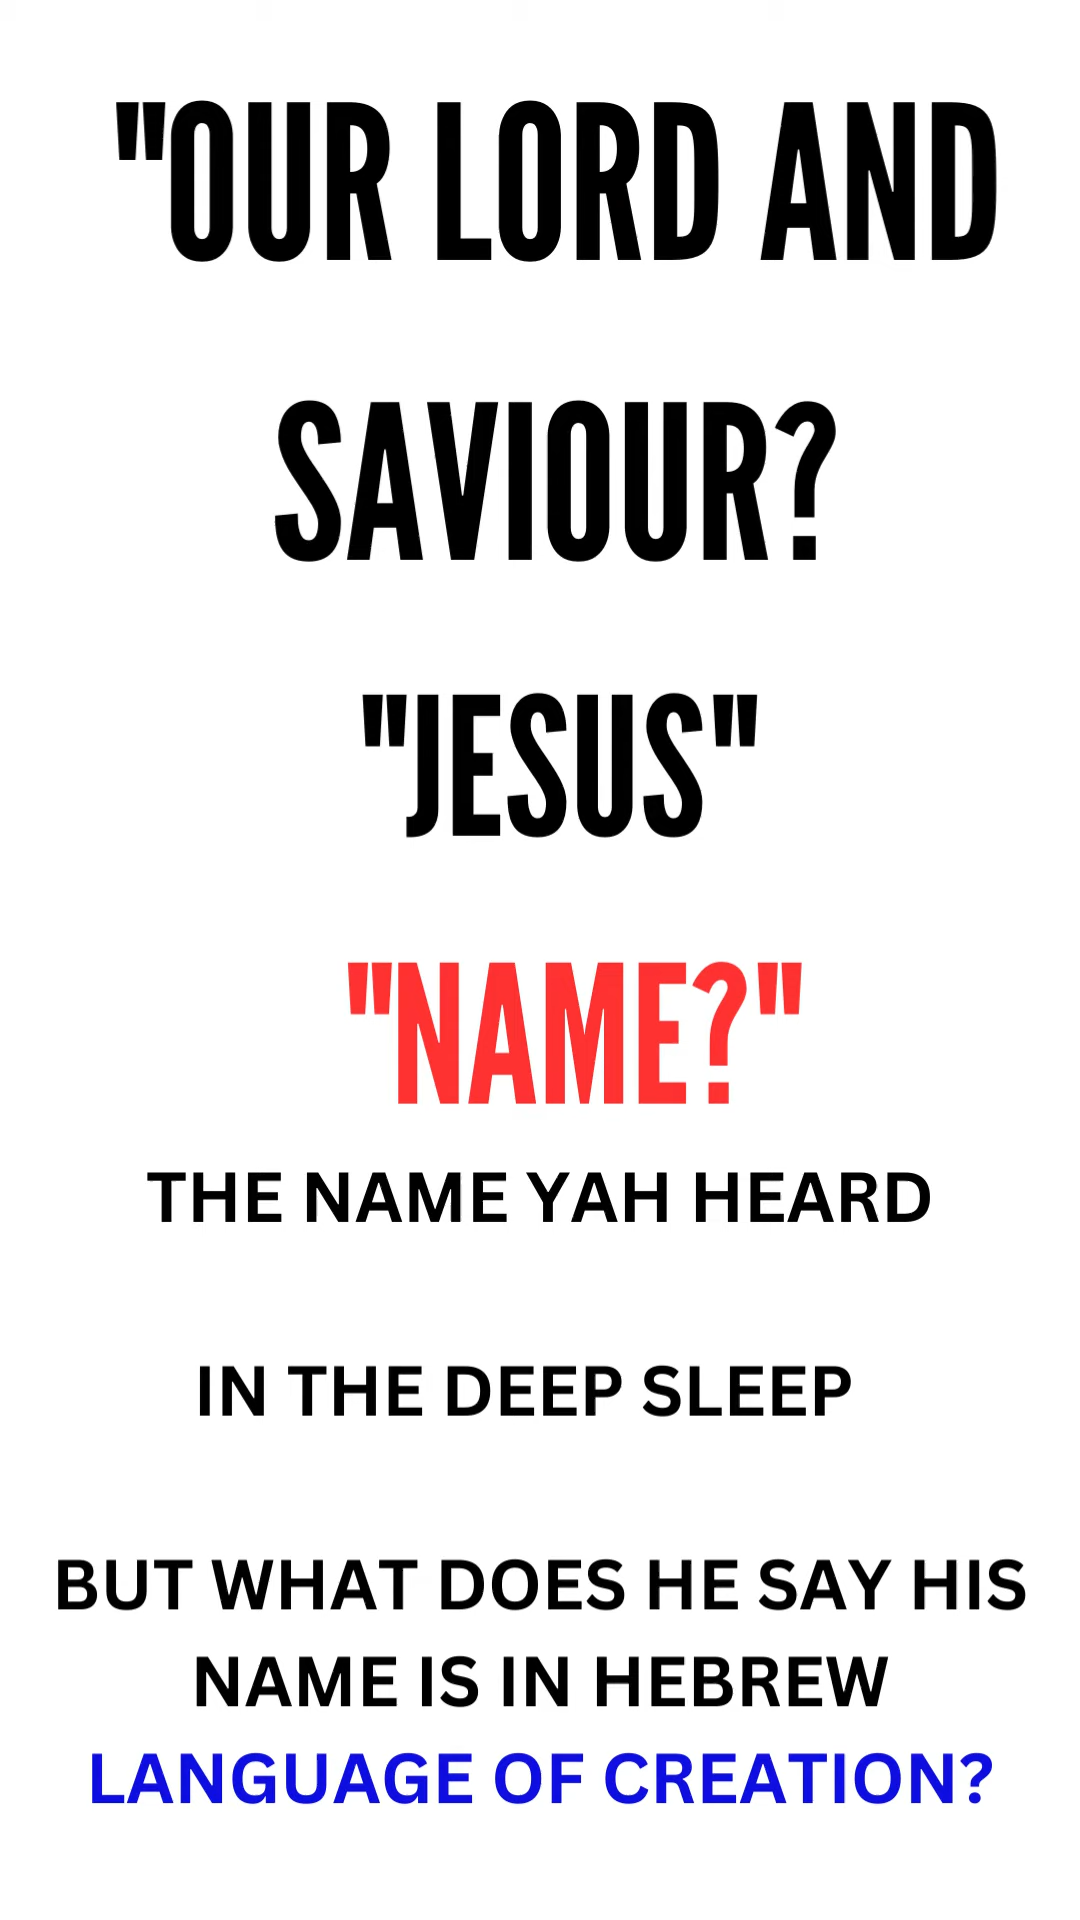 "OUR LORD AND
SAVIOUR?
"JESUS"
"NAME?"
THE NAME YAH HEARD
IN THE DEEP SLEEP
BUT WHAT DOES HE SAY HIS
NAME IS IN HEBREW
LANGUAGE OF CREATION?